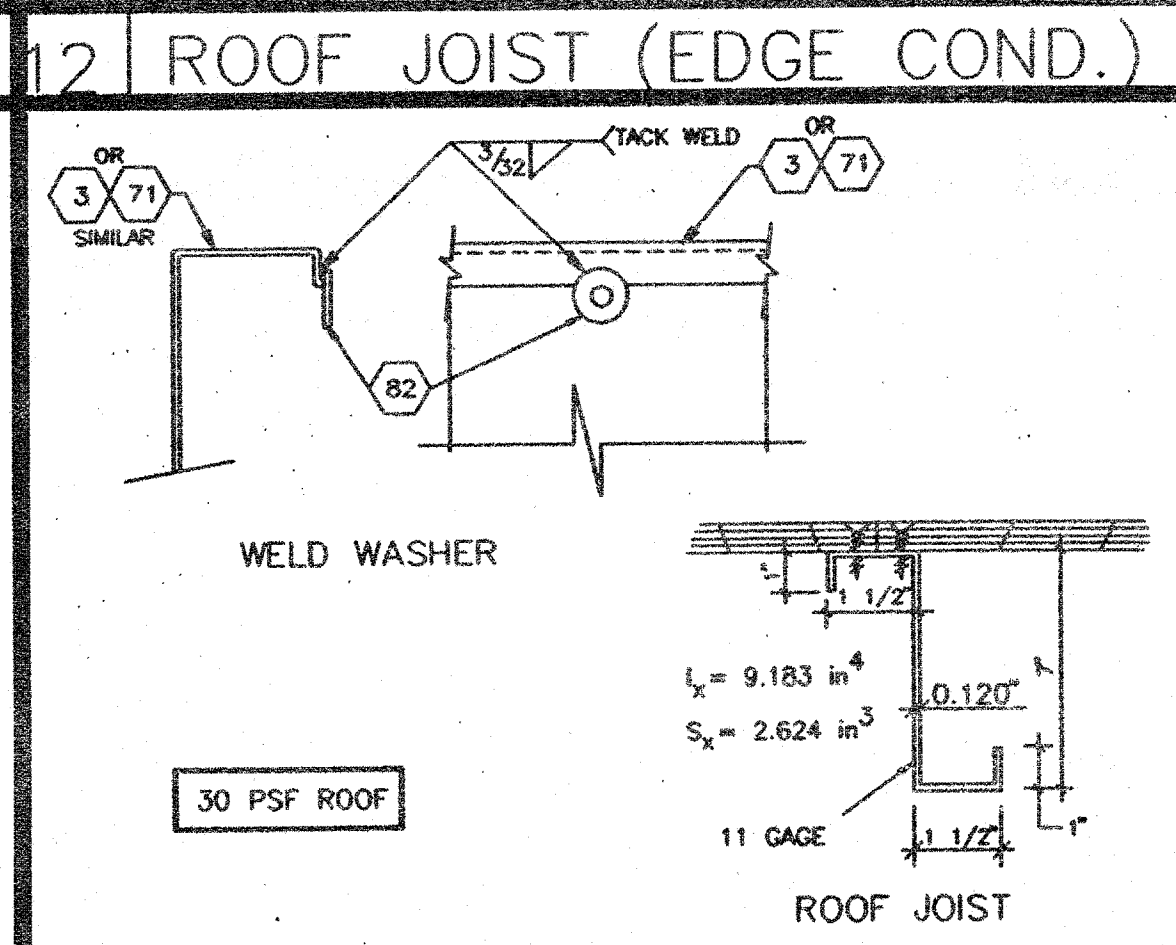 12 ROOF JOIST (EDGE COND.)
OR
3 71
SIMILAR
3/32 TACK WELD
OR
3 71
82
WELD WASHER
1"
1 1/2"
Ix= 9.183 in4
Sx= 2.624 in3
0.120"
30 PSF ROOF
11 GAGE
1 1/2"
1"
ROOF JOIST